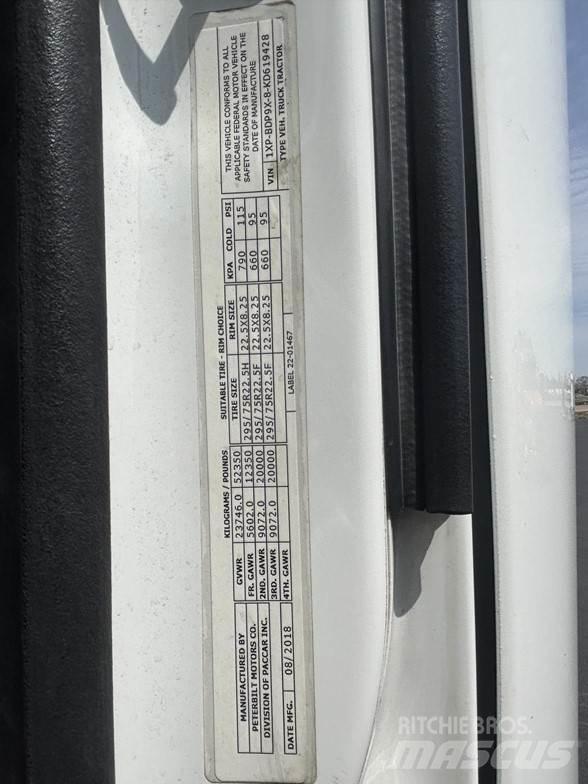 KILOGRAMS / POUNDS SUITABLE TIRE - RIM CHOICE
MANUFACTURED BY GVWR 23746.0 52350 TIRE SIZE RIM SIZE KPA COLD PSI
PETERBILT MOTORS CO. FR. GAWR 5602.0 12350 295/75R22.5H 22.5X8.25 790 115
DIVISION OF PACCAR INC. 2ND. GAWR 9072.0 20000 295/75R22.5F 22.5X8.25 660 95
3RD. GAWR 9072.0 20000 295/75R22.5F 22.5X8.25 660 95
DATE MFG. 08/2018 4TH. GAWR
LABEL 22-01467
THIS VEHICLE CONFORMS TO ALL
APPLICABLE FEDERAL MOTOR VEHICLE
SAFETY STANDARDS IN EFFECT ON THE
DATE OF MANUFACTURE
VIN 1XP-BDP9X-8-KD619428
TYPE VEH. TRUCK TRACTOR
RITCHIE BROS.
MASCUS